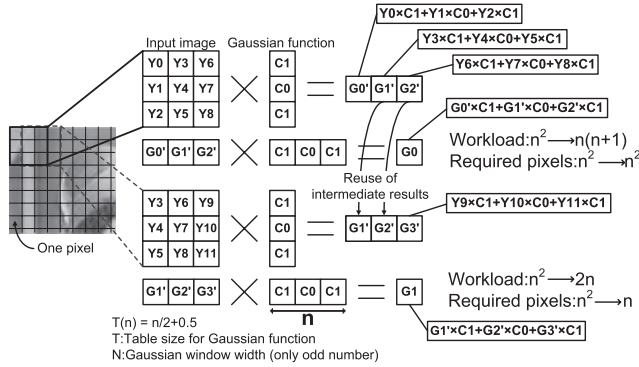 Y0×C1+Y1×C0+Y2×C1
Input image Gaussian function
Y3×C1+Y4×C0+Y5×C1
Y0 Y3 Y6 C1
Y6×C1+Y7×C0+Y8×C1
Y1 Y4 Y7 C0 G0' G1' G2'
Y2 Y5 Y8 C1
G0'×C1+G1'×C0+G2'×C1
Workload:n²→n(n+1)
G0' G1' G2' C1 C0 C1 G0
Required pixels:n²→n²
Reuse of
intermediate results
Y3 Y6 Y9 C1
Y9×C1+Y10×C0+Y11×C1
Y4 Y7 Y10 C0 G1' G2' G3'
One pixel
Y5 Y8 Y11 C1
Workload:n²→2n
G1' G2' G3' C1 C0 C1 G1
Required pixels:n²→n
n
T(n) = n/2+0.5
G1'×C1+G2'×C0+G3'×C1
T:Table size for Gaussian function
N:Gaussian window width (only odd number)